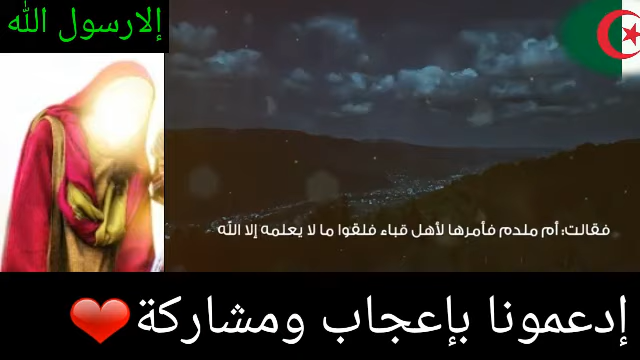 إلارسول الله
فقالت: أم ملدم فأمرها لأهل قباء فلقوا ما لا يعلمه إلا الله
إدعمونا بإعجاب ومشاركة❤